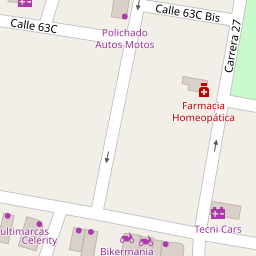 Calle 63C Bis
Calle 63C
Polichado
Autos Motos
Carrera 27
Farmacia
Homeopática
Tecni Cars
ultimarcas
Celerity
Bikermania